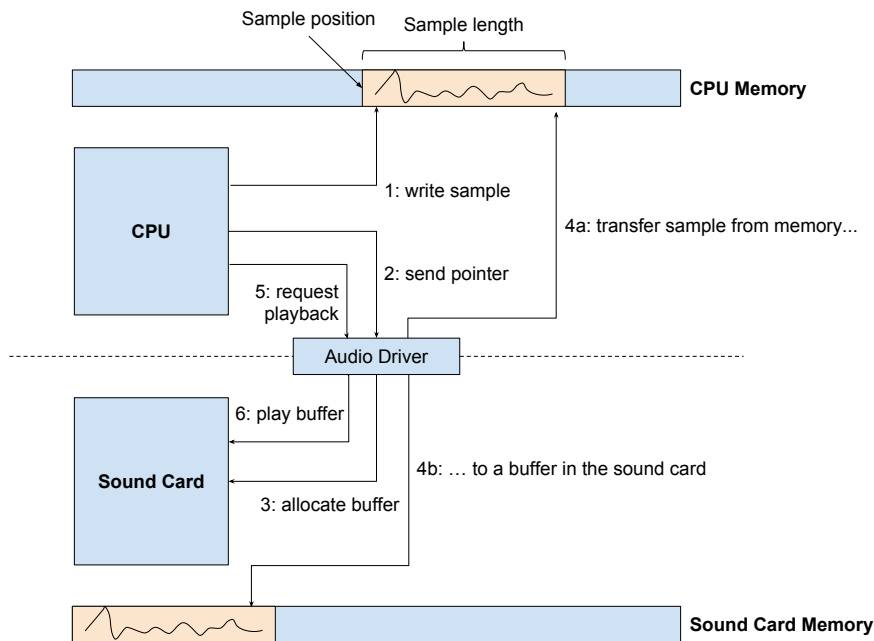 Sample position
Sample length
CPU Memory
1: write sample
CPU
4a: transfer sample from memory...
2: send pointer
5: request
playback
Audio Driver
6: play buffer
4b: … to a buffer in the sound card
Sound Card
3: allocate buffer
Sound Card Memory